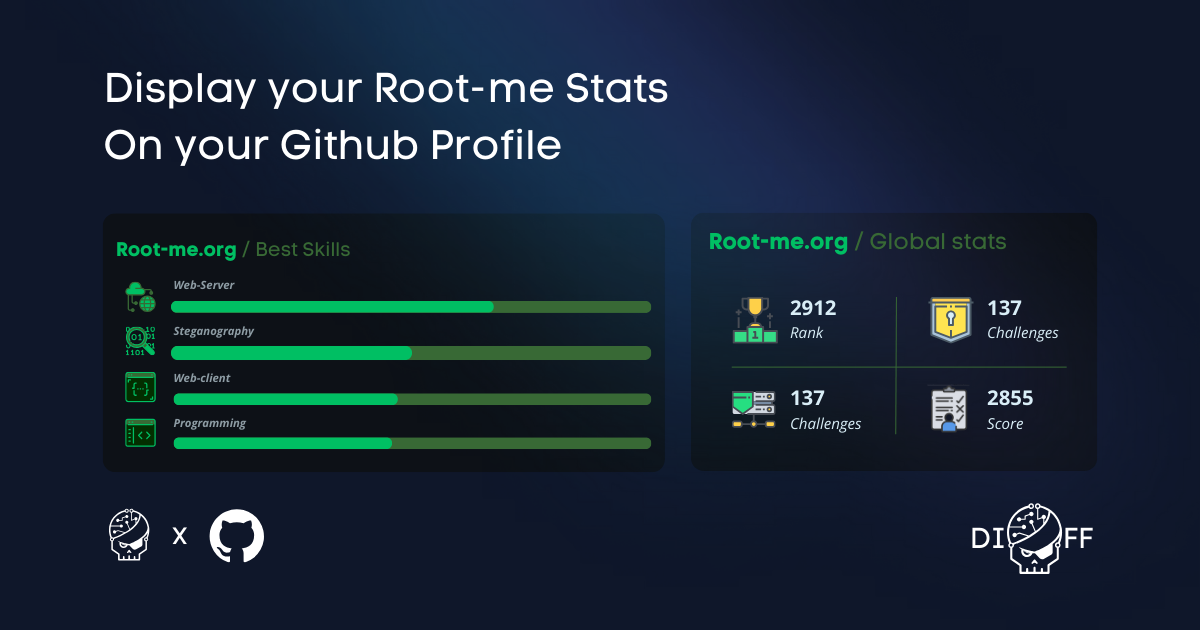 Display your Root-me Stats
On your Github Profile
Root-me.org / Best Skills
Web-Server
Steganography
Web-client
Programming
Root-me.org / Global stats
2912
Rank
137
Challenges
137
Challenges
2855
Score
X
DI FF